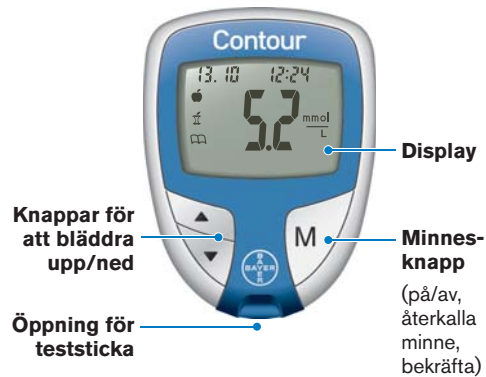 Contour
13.10 12:24
5.2 mmol
L
Display
Knappar för
att bläddra
upp/ned
M
Minnes-
knapp
(på/av,
återkalla
minne,
bekräfta)
BAYER
BAYER
Öppning för
teststicka